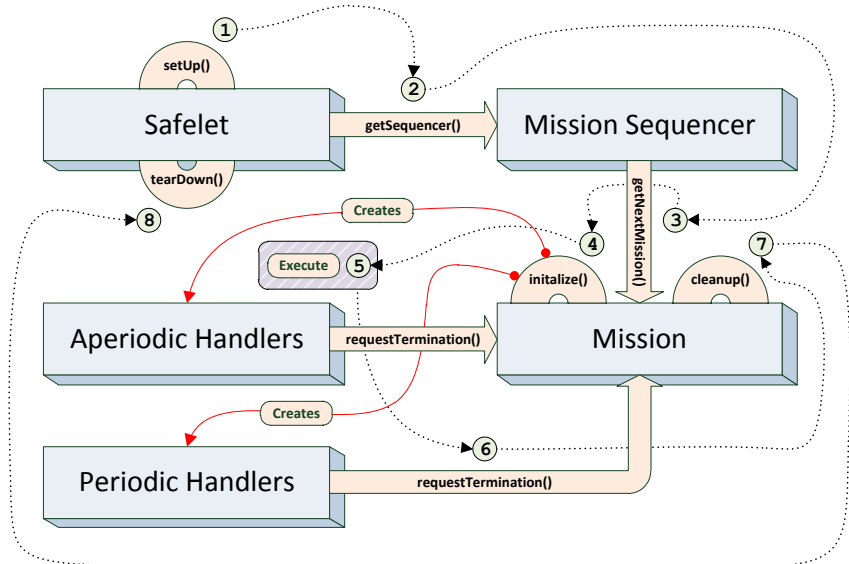 1
setUp()
2
Safelet
getSequencer()
Mission Sequencer
tearDown()
getNextMission()
8
Creates
3
4
7
Execute
5
initalize()
cleanup()
Aperiodic Handlers
requestTermination()
Mission
Creates
6
Periodic Handlers
requestTermination()